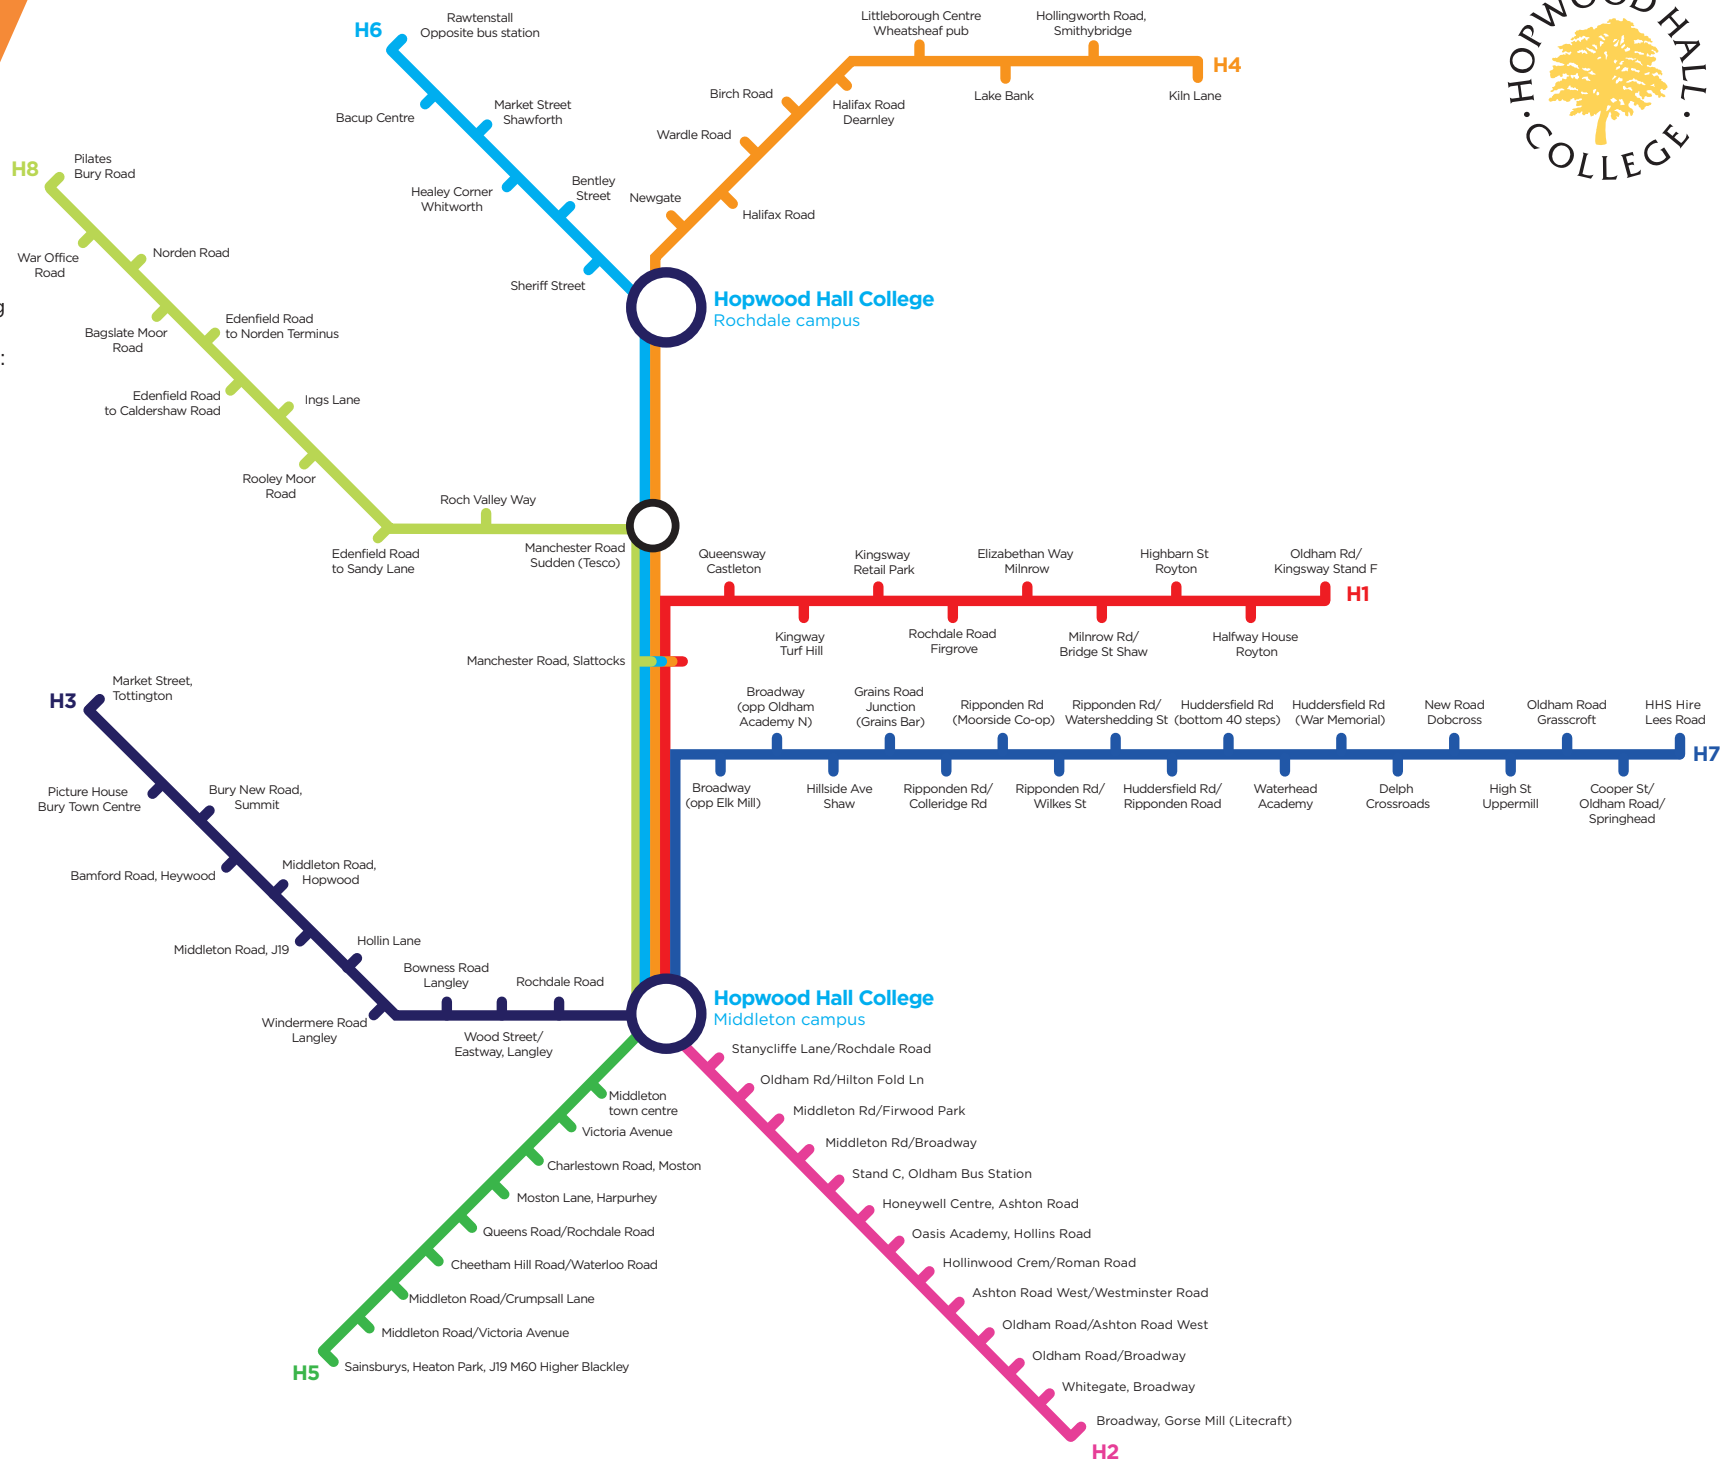 H6
Rawtenstall
Opposite bus station
Bacup Centre
Market Street
Shawforth
Healey Corner
Whitworth
Bentley
Street
Sheriff Street
Littleborough Centre
Wheatsheaf pub
Hollingworth Road,
Smithybridge
H4
Lake Bank
Kiln Lane
Birch Road
Halifax Road
Dearnley
Wardle Road
Newgate
Halifax Road
HOPWOOD HALL
· COLLEGE ·
H8
Pilates
Bury Road
War Office
Road
Norden Road
g
:
Bagslate Moor
Road
Edenfield Road
to Norden Terminus
Edenfield Road
to Caldershaw Road
Ings Lane
Rooley Moor
Road
Roch Valley Way
Edenfield Road
to Sandy Lane
Manchester Road
Sudden (Tesco)
Hopwood Hall College
Rochdale campus
Queensway
Castleton
Kingsway
Retail Park
Elizabethan Way
Milnrow
Highbarn St
Royton
Oldham Rd/
Kingsway Stand F
H1
Kingway
Turf Hill
Rochdale Road
Firgrove
Milnrow Rd/
Bridge St Shaw
Halfway House
Royton
Manchester Road, Slattocks
Broadway
(opp Oldham
Academy N)
Grains Road
Junction
(Grains Bar)
Ripponden Rd
(Moorside Co-op)
Ripponden Rd/
Watershedding St
Huddersfield Rd
(bottom 40 steps)
Huddersfield Rd
(War Memorial)
New Road
Dobcross
Oldham Road
Grasscroft
HHS Hire
Lees Road
H7
Broadway
(opp Elk Mill)
Hillside Ave
Shaw
Ripponden Rd/
Colleridge Rd
Ripponden Rd/
Wilkes St
Huddersfield Rd/
Ripponden Road
Waterhead
Academy
Delph
Crossroads
High St
Uppermill
Cooper St/
Oldham Road/
Springhead
H3
Market Street,
Tottington
Picture House
Bury Town Centre
Bury New Road,
Summit
Bamford Road, Heywood
Middleton Road,
Hopwood
Middleton Road, J19
Hollin Lane
Windermere Road
Langley
Bowness Road
Langley
Wood Street/
Eastway, Langley
Rochdale Road
Hopwood Hall College
Middleton campus
Middleton
town centre
Victoria Avenue
Charlestown Road, Moston
Moston Lane, Harpurhey
Queens Road/Rochdale Road
Cheetham Hill Road/Waterloo Road
Middleton Road/Crumpsall Lane
Middleton Road/Victoria Avenue
Sainsburys, Heaton Park, J19 M60 Higher Blackley
H5
Stanycliffe Lane/Rochdale Road
Oldham Rd/Hilton Fold Ln
Middleton Rd/Firwood Park
Middleton Rd/Broadway
Stand C, Oldham Bus Station
Honeywell Centre, Ashton Road
Oasis Academy, Hollins Road
Hollinwood Crem/Roman Road
Ashton Road West/Westminster Road
Oldham Road/Ashton Road West
Oldham Road/Broadway
Whitegate, Broadway
Broadway, Gorse Mill (Litecraft)
H2